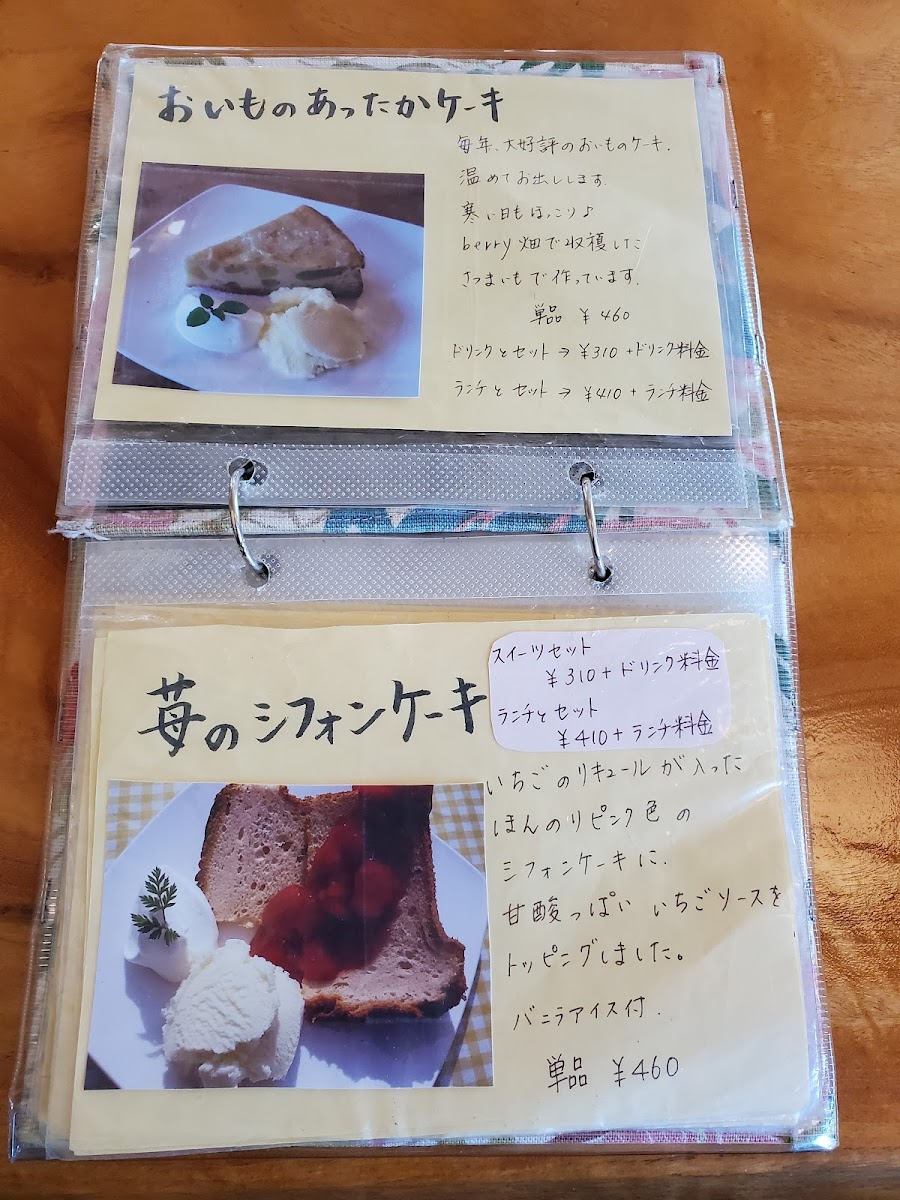 おいものあったかケーキ
毎年、大好評のおいものケーキ.
温めてお出しします.
寒い日もほっこり♪
berry 畑で収穫した
さつまいもで作っています.
単品 ¥460
ドリンクとセット→ ¥310+ドリンク料金
ランチとセット → ¥410 + ランチ料金
苺のシフォンケーキ
スイーツセット
¥310+ドリンク料金
ランチとセット
¥410+ランチ料金
いちごのリキュールが入った
ほんのりピンク色の
シフォンケーキに.
甘酸っぱい いちごソースを
トッピングしました。
バニラアイス付.
単品 ¥460